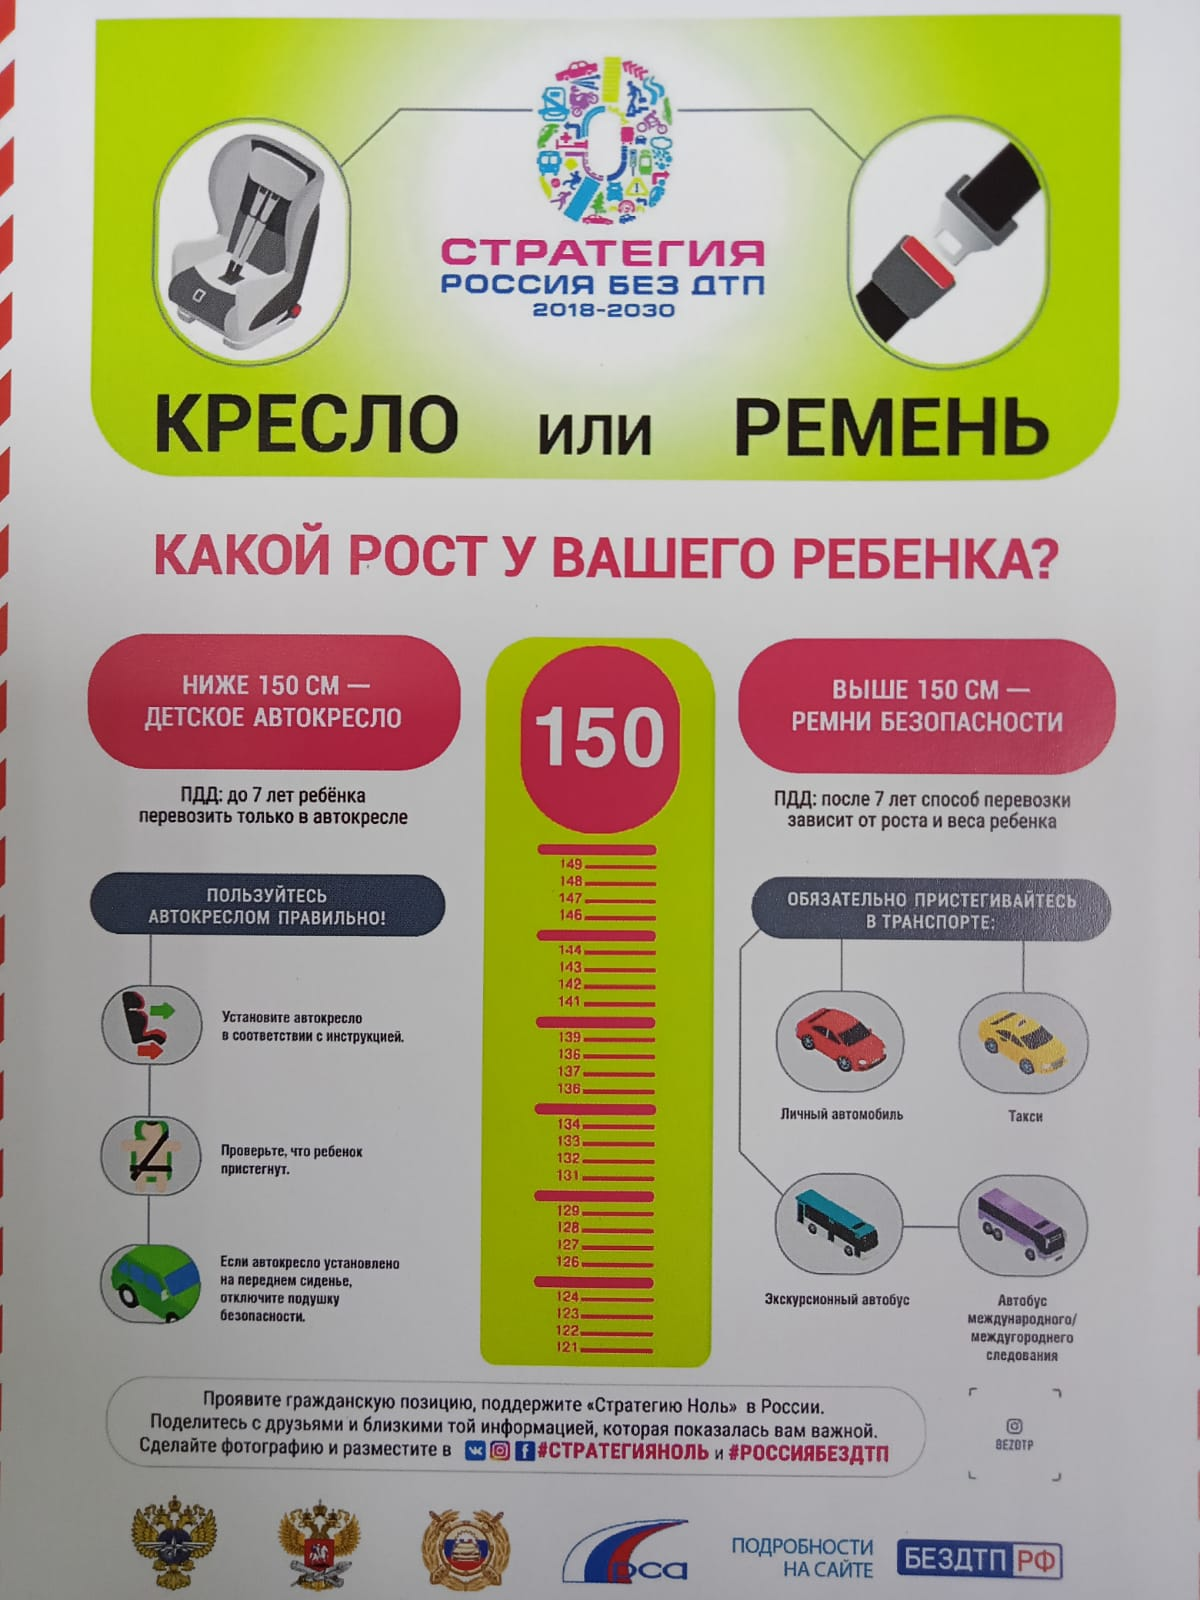 СТРАТЕГИЯ
РОССИЯ БЕЗ ДТП
2018-2030
КРЕСЛО или РЕМЕНЬ
КАКОЙ РОСТ У ВАШЕГО РЕБЕНКА?
НИЖЕ 150 СМ —
ДЕТСКОЕ АВТОКРЕСЛО
ПДД: до 7 лет ребёнка
перевозить только в автокресле
ПОЛЬЗУЙТЕСЬ
АВТОКРЕСЛОМ ПРАВИЛЬНО!
Установите автокресло
в соответствии с инструкцией.
Проверьте, что ребенок
пристегнут.
Если автокресло установлено
на переднем сиденье,
отключите подушку
безопасности.
150
149
148
147
146
144
143
142
141
139
136
137
136
134
133
132
131
129
128
127
126
124
123
122
121
ВЫШЕ 150 СМ —
РЕМНИ БЕЗОПАСНОСТИ
ПДД: после 7 лет способ перевозки
зависит от роста и веса ребенка
ОБЯЗАТЕЛЬНО ПРИСТЕГИВАЙТЕСЬ
В ТРАНСПОРТЕ:
Личный автомобиль
Такси
Экскурсионный автобус
Автобус
международного/
междугороднего
следования
Проявите гражданскую позицию, поддержите «Стратегию Ноль» в России.
Поделитесь с друзьями и близкими той информацией, которая показалась вам важной.
Сделайте фотографию и разместите в #СТРАТЕГИЯНОЛЬ и #РОССИЯБЕЗДТП
BEZDTP
рса
ПОДРОБНОСТИ
НА САЙТЕ
БЕЗДТП РФ